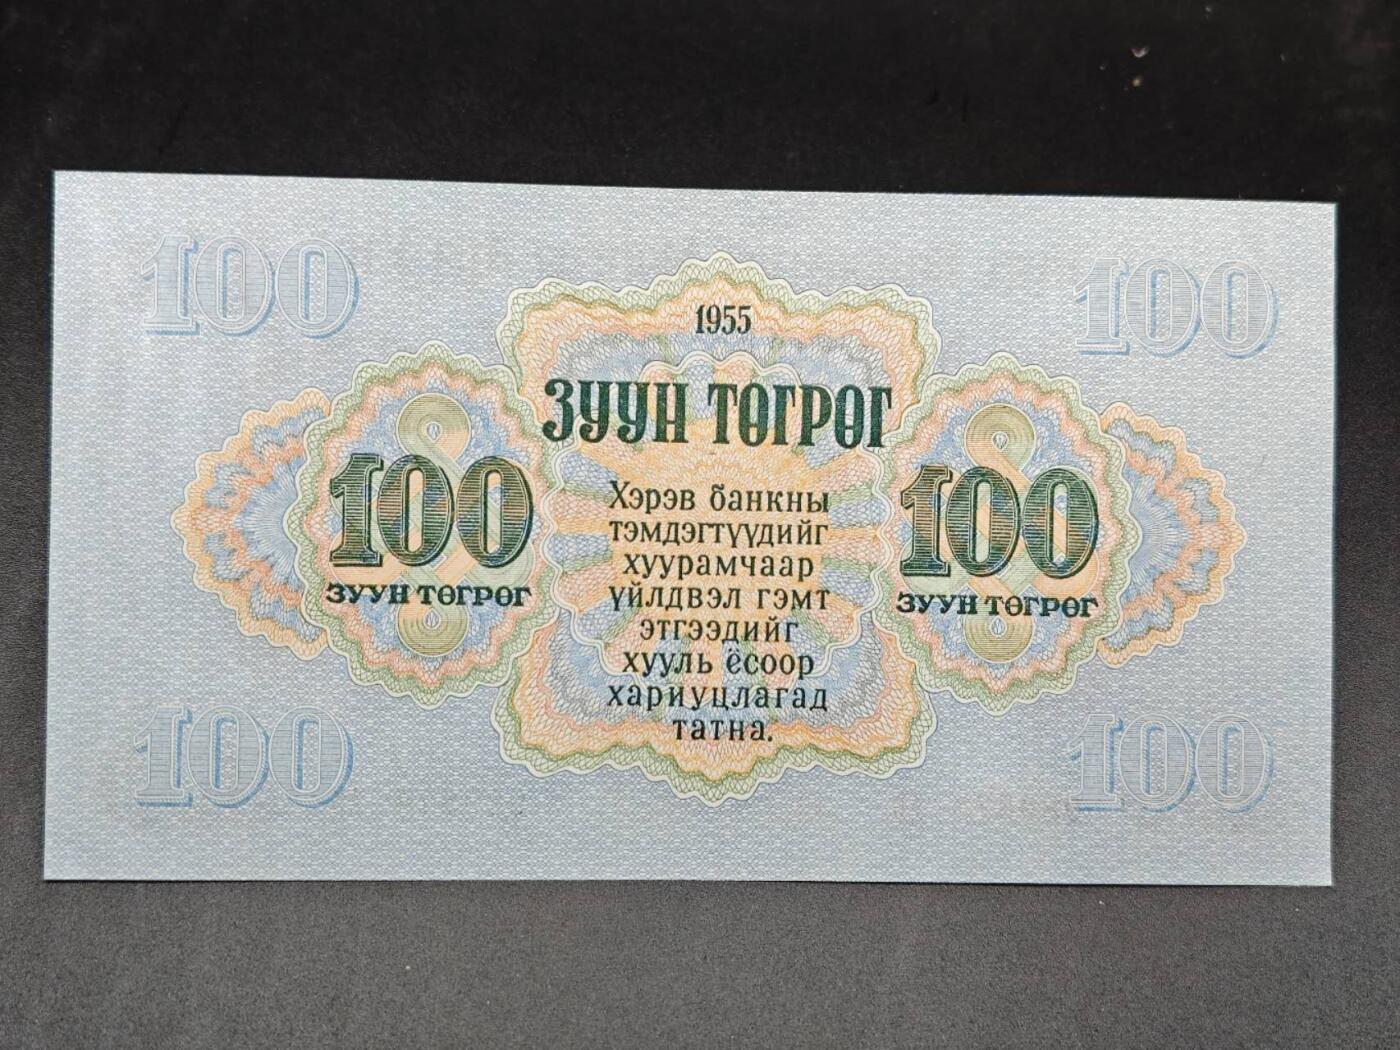 100
100
1955
ЗУУН ТӨГРӨГ
100
ЗУУН ТӨГРӨГ
Хэрэв банкны
тэмдэгтүүдийг
хуурамчаар
үйлдвэл гэмт
этгээдийг
хууль ёсоор
хариуцлагад
татна.
100
ЗУУН ТӨГРӨГ
100
100